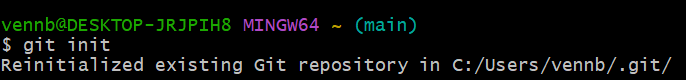 vennb@DESKTOP-JRJPIH8 MINGW64 ~ (main)
$ git init
Reinitialized existing Git repository in C:/Users/vennb/.git/